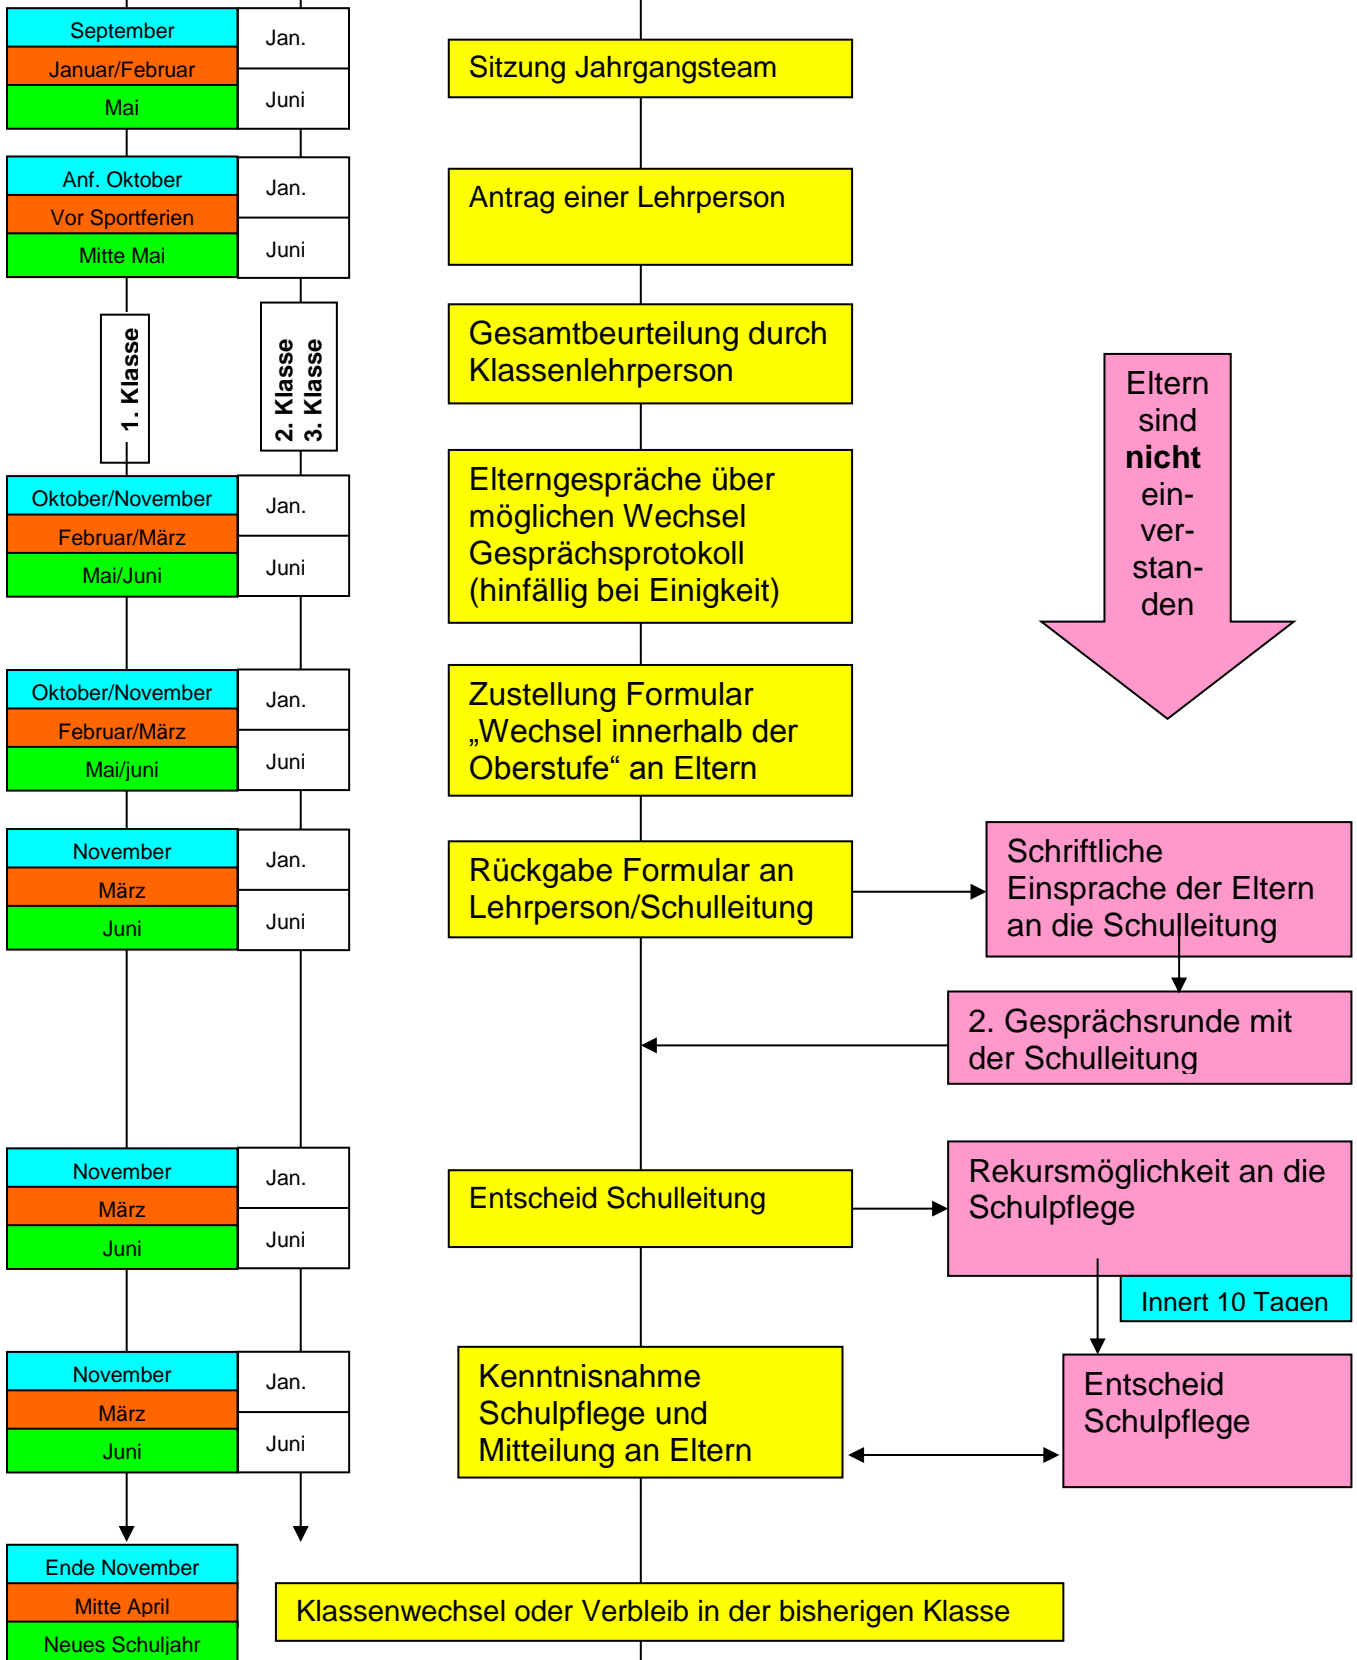 September
Januar/Februar
Mai
Jan.
Juni
Sitzung Jahrgangsteam
Anf. Oktober
Vor Sportferien
Mitte Mai
Jan.
Juni
Antrag einer Lehrperson
1. Klasse
2. Klasse
3. Klasse
Gesamtbeurteilung durch
Klassenlehrperson
Eltern
sind
nicht
ein-
ver-
stan-
den
Oktober/November
Februar/März
Mai/Juni
Jan.
Juni
Elterngespräche über
möglichen Wechsel
Gesprächsprotokoll
(hinfällig bei Einigkeit)
Oktober/November
Februar/März
Mai/juni
Jan.
Juni
Zustellung Formular
„Wechsel innerhalb der
Oberstufe“ an Eltern
November
März
Juni
Jan.
Juni
Rückgabe Formular an
Lehrperson/Schulleitung
Schriftliche
Einsprache der Eltern
an die Schulleitung
2. Gesprächsrunde mit
der Schulleitung
November
März
Juni
Jan.
Juni
Entscheid Schulleitung
Rekursmöglichkeit an die
Schulpflege
Innert 10 Tagen
November
März
Juni
Jan.
Juni
Kenntnisnahme
Schulpflege und
Mitteilung an Eltern
Entscheid
Schulpflege
Ende November
Mitte April
Neues Schuljahr
Klassenwechsel oder Verbleib in der bisherigen Klasse